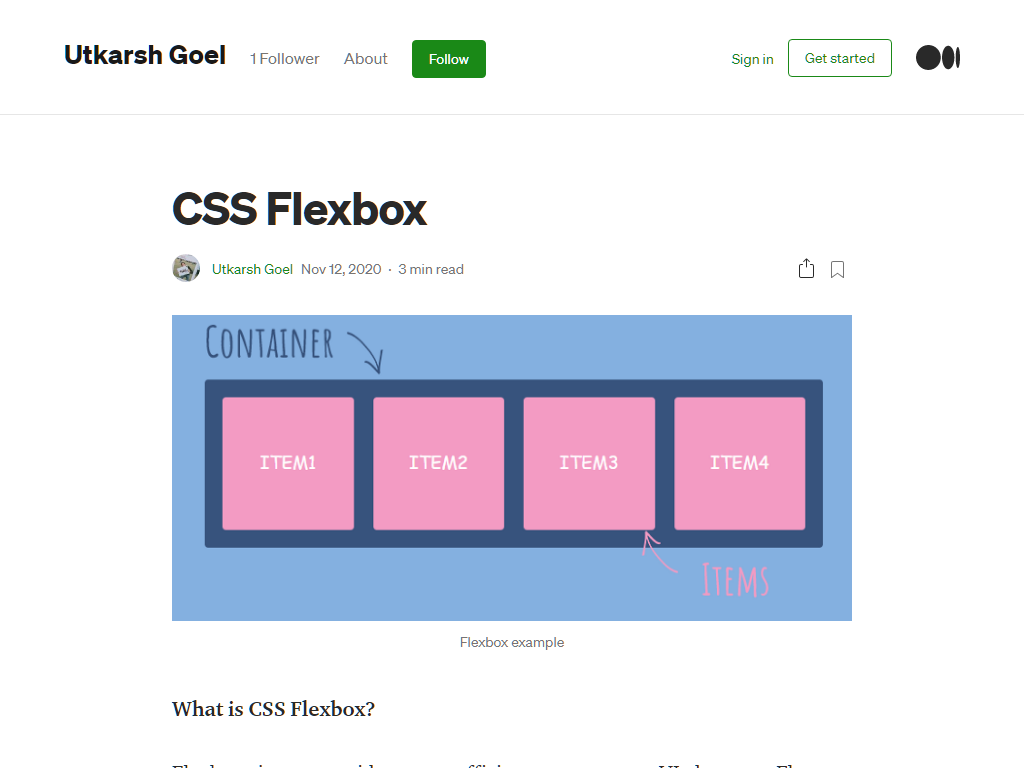 Utkarsh Goel 1 Follower About Follow Sign in Get started
CSS Flexbox
Utkarsh Goel Nov 12, 2020 · 3 min read
CONTAINER
ITEM1 ITEM2 ITEM3 ITEM4
ITEMS
Flexbox example
What is CSS Flexbox?